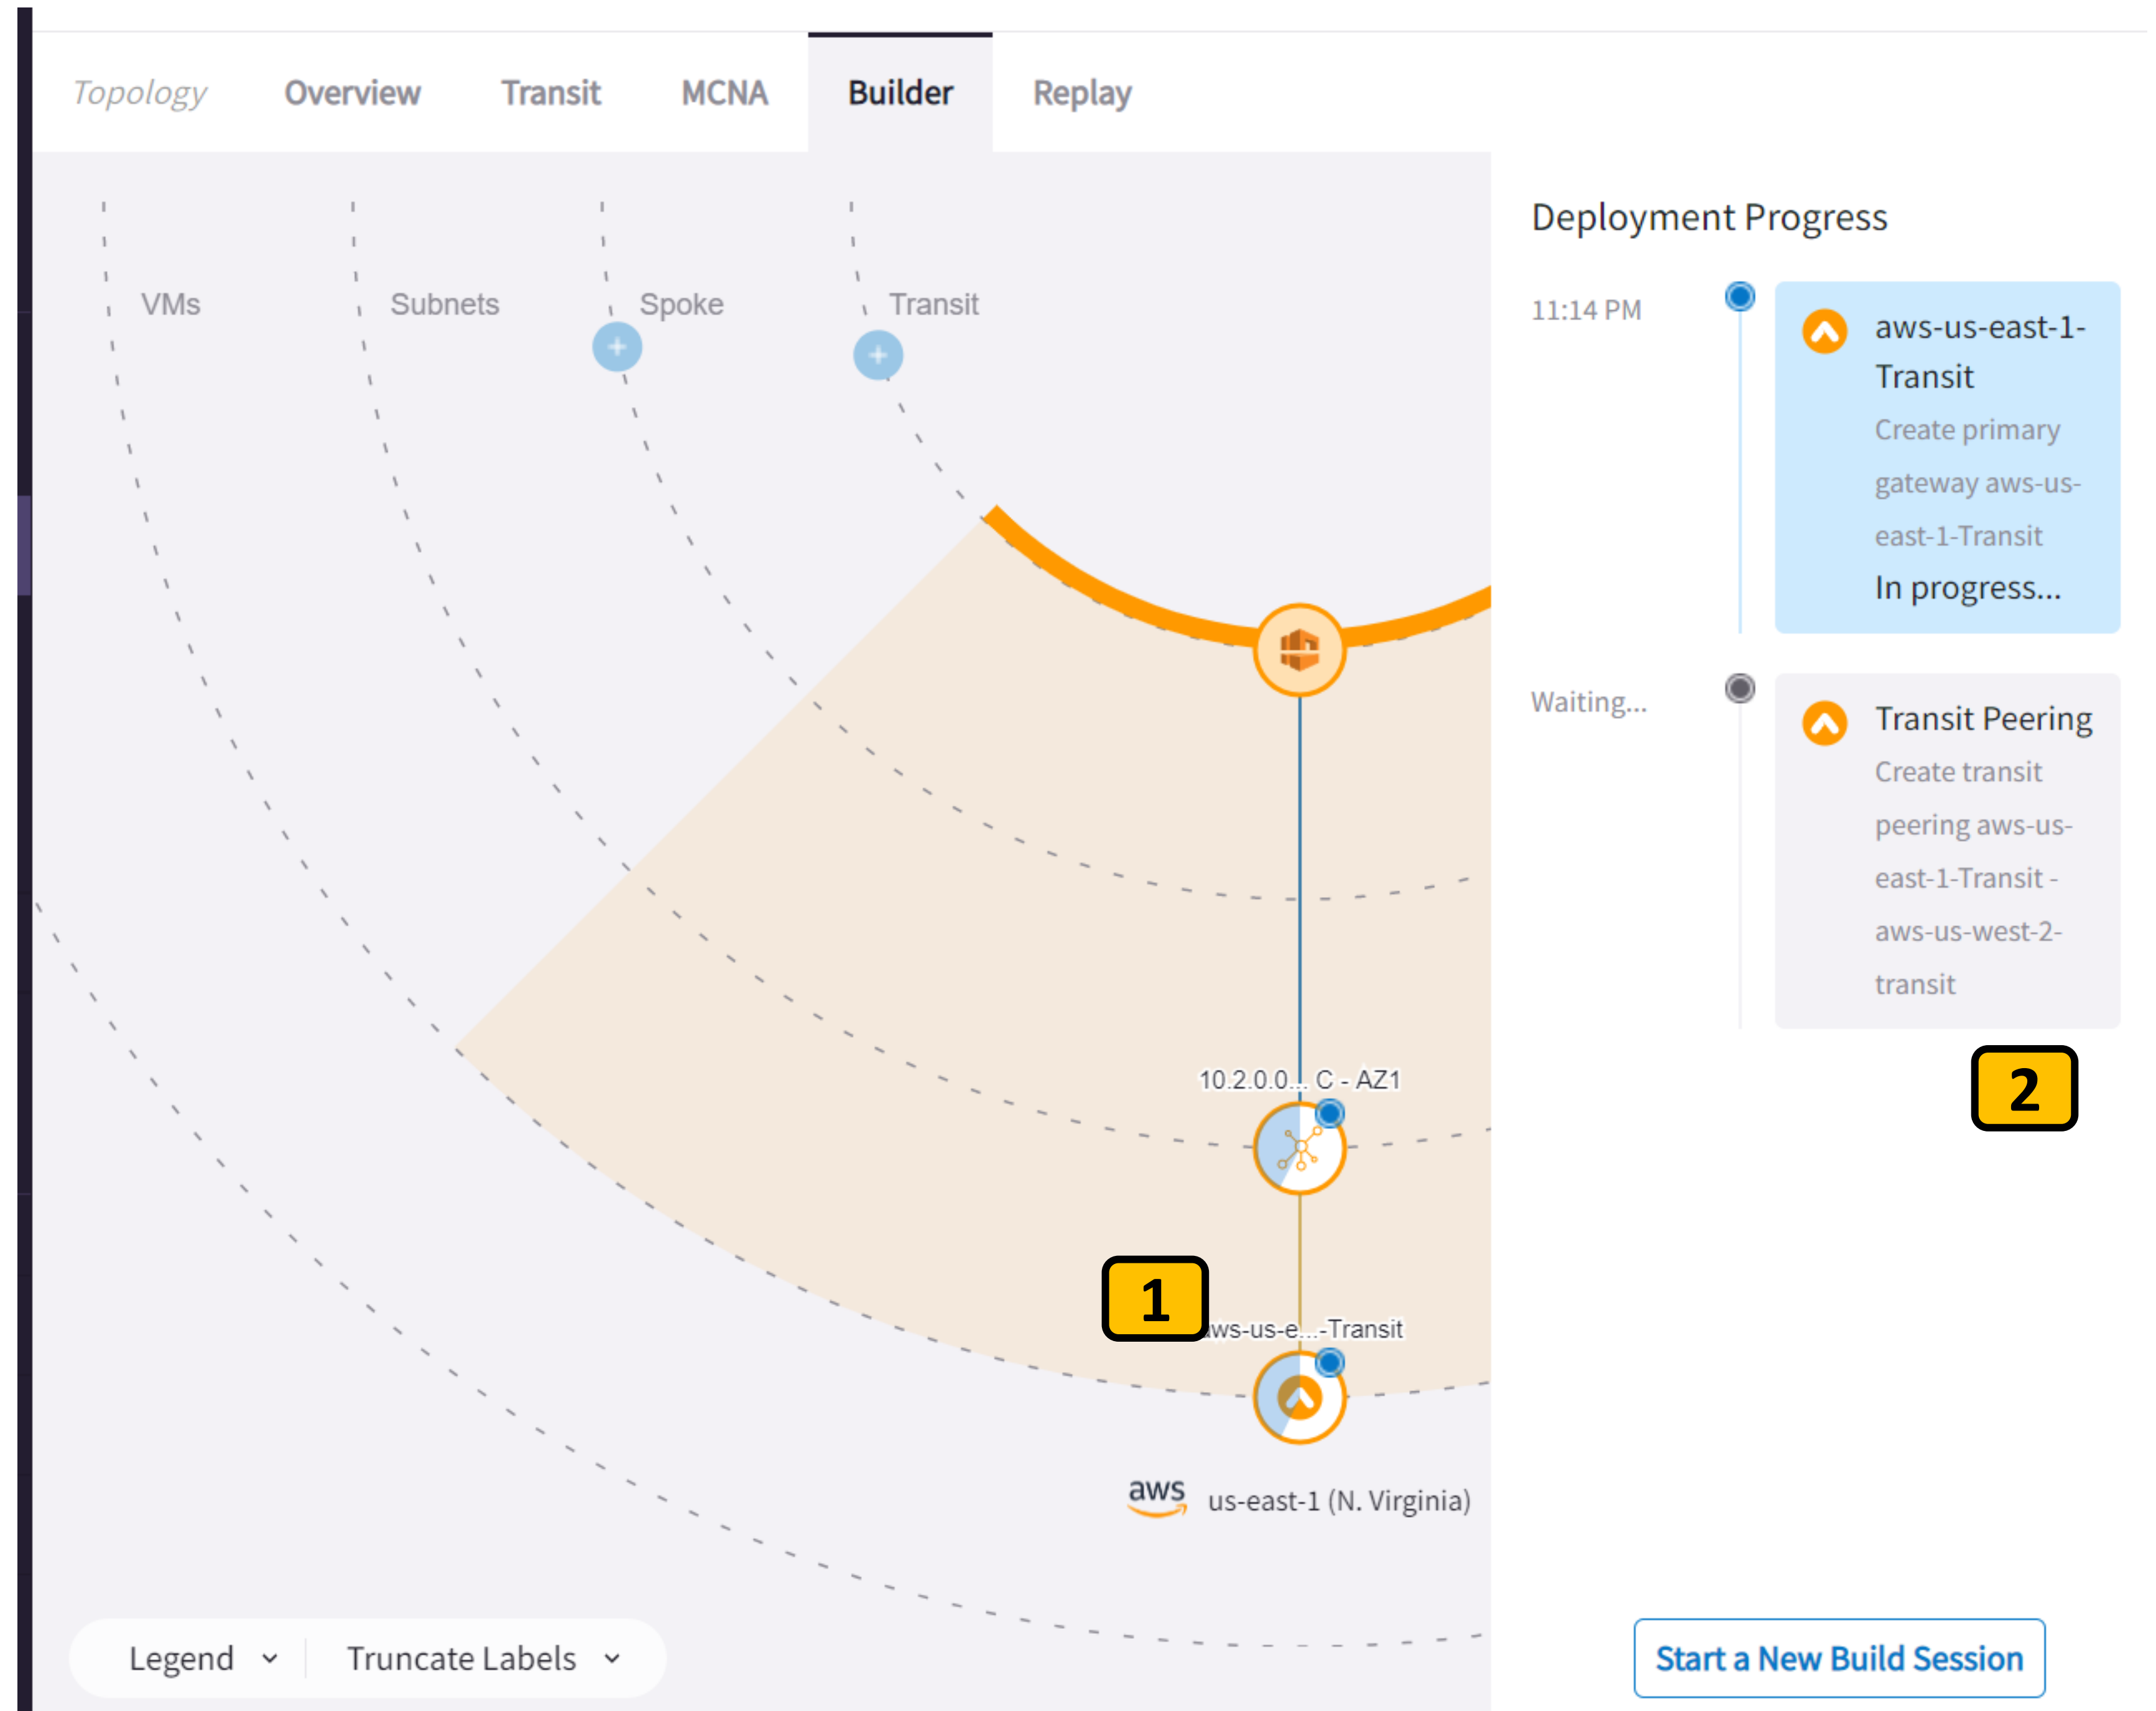 Topology Overview Transit MCNA Builder Replay
VMs Subnets Spoke Transit
10.2.0.0... C - AZ1
1
aws-us-e...-Transit
aws us-east-1 (N. Virginia)
Legend Truncate Labels
Deployment Progress
11:14 PM
aws-us-east-1-
Transit
Create primary
gateway aws-us-
east-1-Transit
In progress...
Waiting...
Transit Peering
Create transit
peering aws-us-
east-1-Transit -
aws-us-west-2-
transit
2
Start a New Build Session